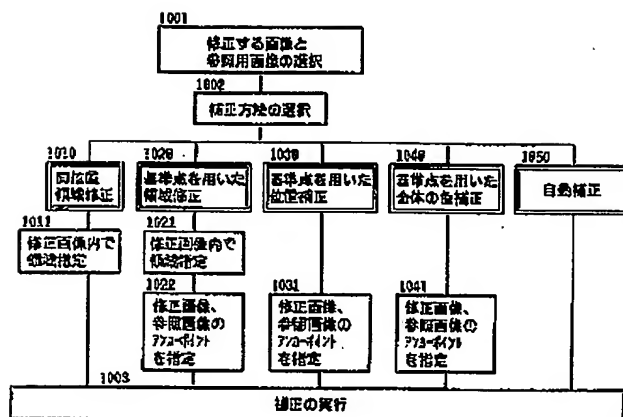 1001
修正する画像と
参照用画像の選択
1002
補正方法の選択
1010
同位置
領域修正
1020
基準点を用いた
領域修正
1030
基準点を用いた
位置補正
1040
基準点を用いた
全体の色補正
1050
自動補正
1011
修正画像内で
領域指定
1021
修正画像内で
領域指定
1022
修正画像、
参照画像の
アンカーポイント
を指定
1031
修正画像、
参照画像の
アンカーポイント
を指定
1041
修正画像、
参照画像の
アンカーポイント
を指定
1003
補正の実行